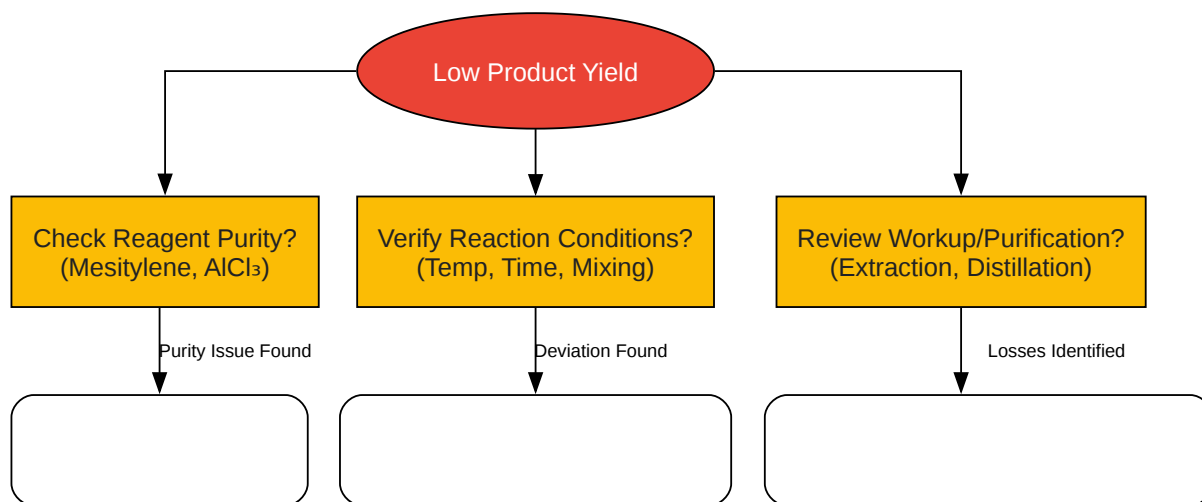 Low Product Yield
Check Reagent Purity?
(Mesitylene, AlCl₃)
Verify Reaction Conditions?
(Temp, Time, Mixing)
Review Workup/Purification?
(Extraction, Distillation)
Purity Issue Found
Deviation Found
Losses Identified